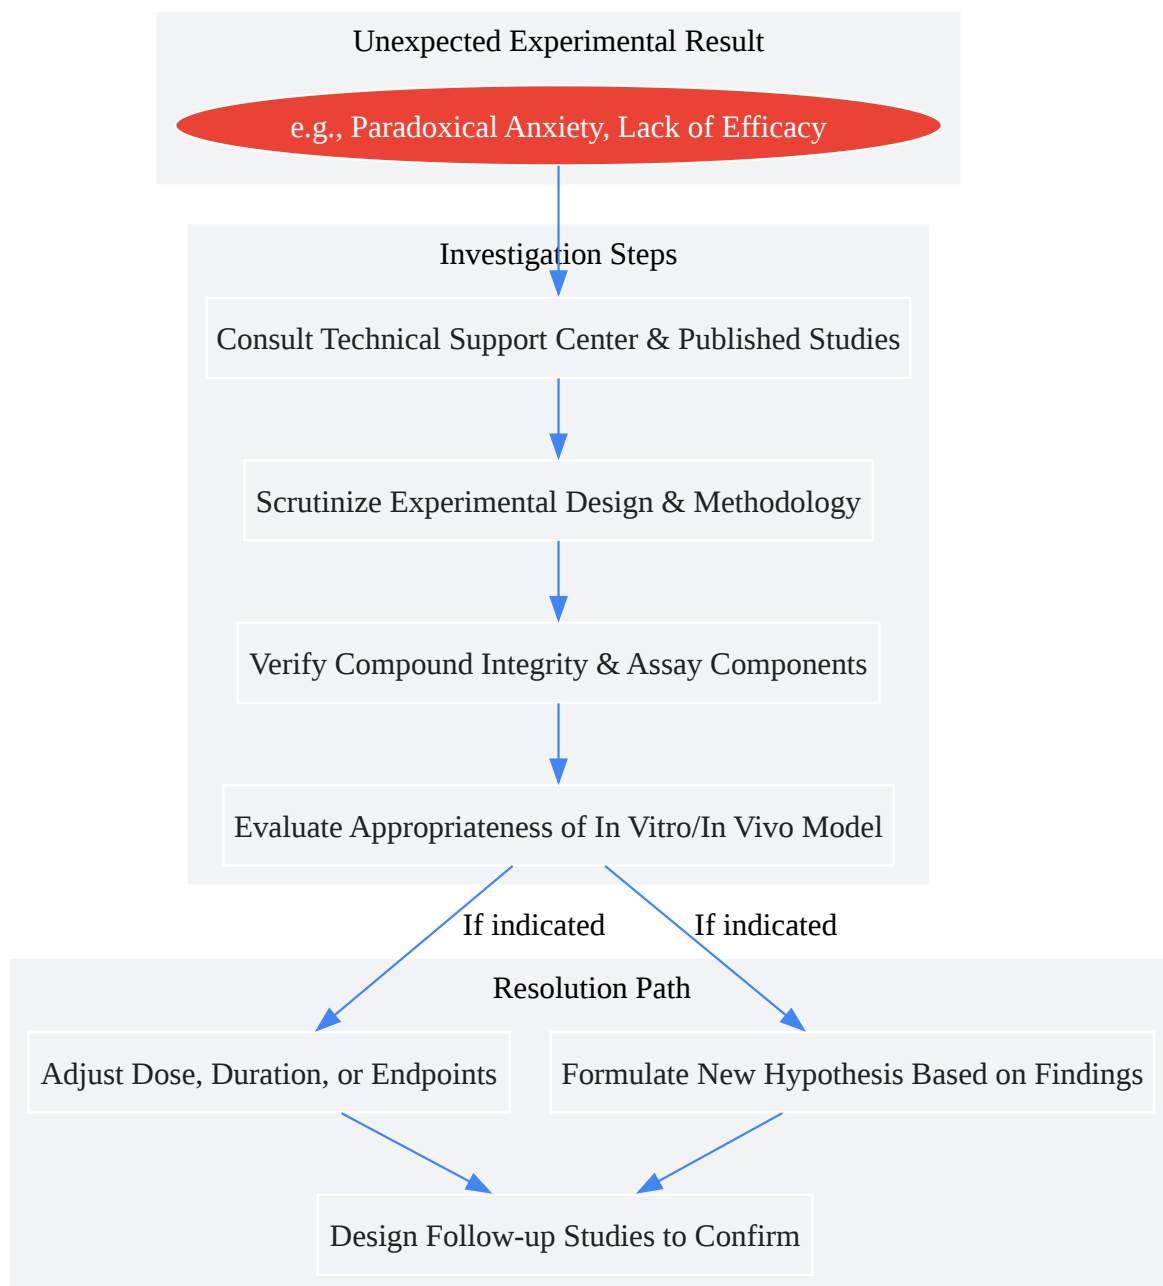 Unexpected Experimental Result
e.g., Paradoxical Anxiety, Lack of Efficacy
Investigation Steps
Consult Technical Support Center & Published Studies
Scrutinize Experimental Design & Methodology
Verify Compound Integrity & Assay Components
Evaluate Appropriateness of In Vitro/In Vivo Model
If indicated
If indicated
Resolution Path
Adjust Dose, Duration, or Endpoints
Formulate New Hypothesis Based on Findings
Design Follow-up Studies to Confirm